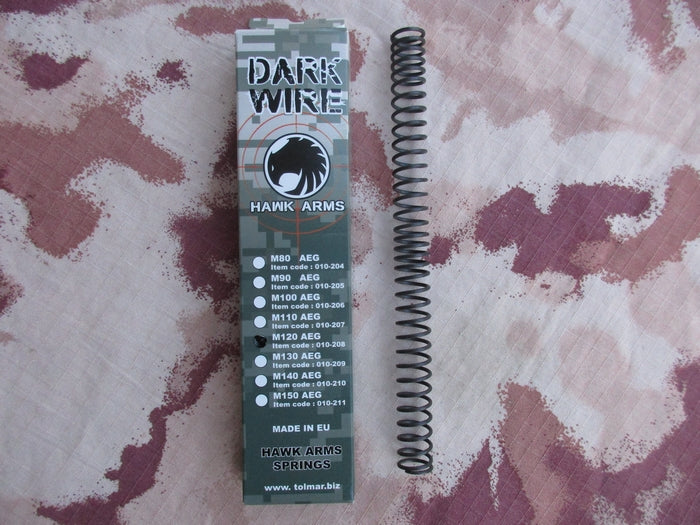 DARK
WIRE
HAWK ARMS
M80 AEG
Item code : 010-204
M90 AEG
Item code : 010-205
M100 AEG
Item code : 010-206
M110 AEG
Item code : 010-207
M120 AEG
Item code : 010-208
M130 AEG
Item code : 010-209
M140 AEG
Item code : 010-210
M150 AEG
Item code : 010-211
MADE IN EU
HAWK ARMS
SPRINGS
www. tolmar.biz